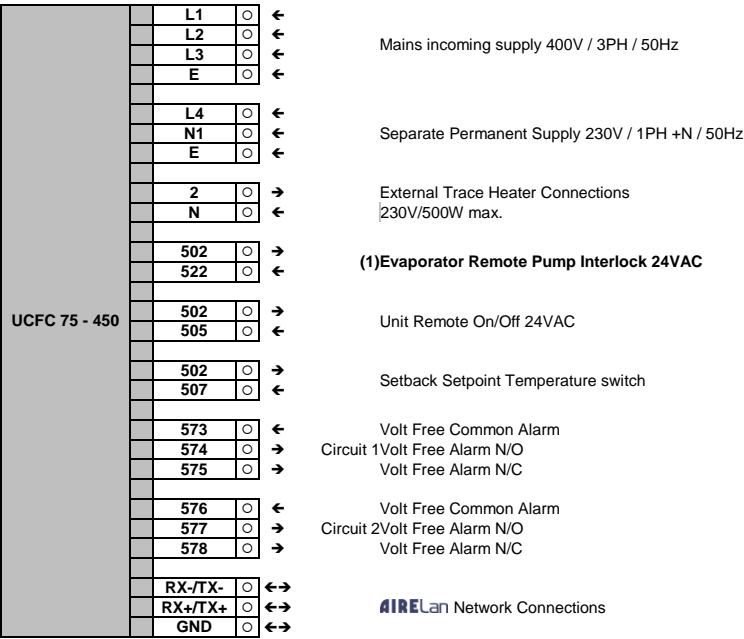 L1
L2
Mains incoming supply 400V / 3PH / 50Hz
L3
E
L4
N1 Separate Permanent Supply 230V / 1PH +N / 50Hz
E
2 External Trace Heater Connections
N 230V/500W max.
502
(1)Evaporator Remote Pump Interlock 24VAC
522
UCFC 75 - 450
502
Unit Remote On/Off 24VAC
505
502
Setback Setpoint Temperature switch
507
573 Volt Free Common Alarm
574 Circuit 1 Volt Free Alarm N/O
575 Volt Free Alarm N/C
576 Volt Free Common Alarm
577 Circuit 2 Volt Free Alarm N/O
578 Volt Free Alarm N/C
RX-/TX-
RX+/TX+ AIRELan Network Connections
GND